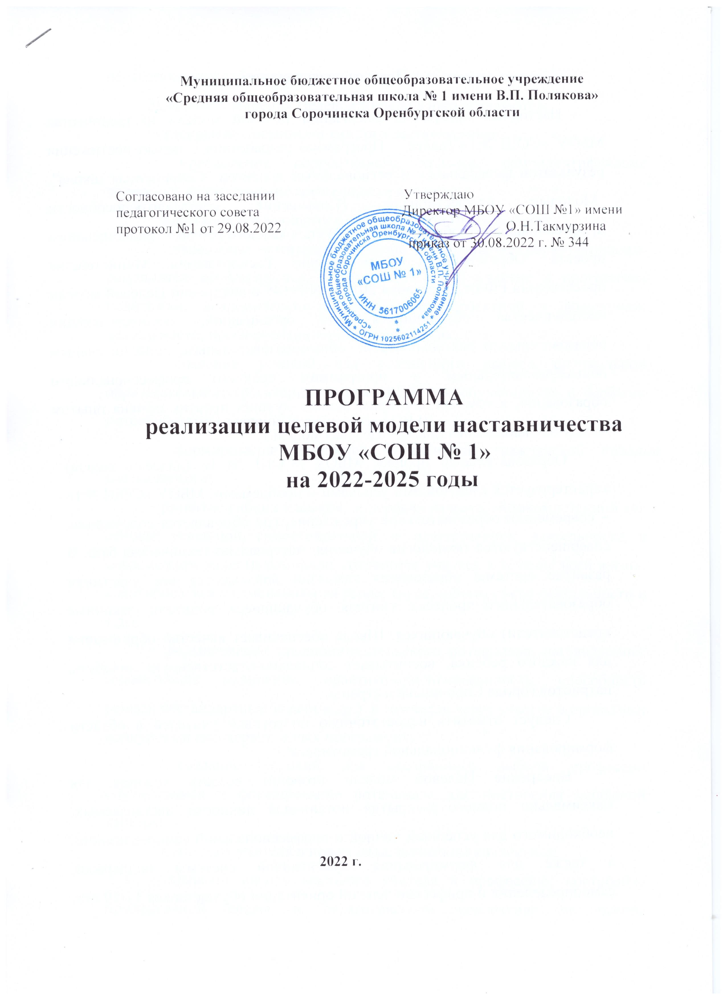 Муниципальное бюджетное общеобразовательное учреждение
«Средняя общеобразовательная школа № 1 имени В.П. Полякова»
города Сорочинска Оренбургской области
Согласовано на заседании
педагогического совета
протокол №1 от 29.08.2022
Утверждаю
Директор МБОУ «СОШ №1» имени
О.Н.Такмурзина
приказ от 30.08.2022 г. № 344
* Муниципальное бюджетное общеобразовательное учреждение *
ОГРН 1025602114251
«Средняя общеобразовательная школа № 1 имени В.П. Полякова»
города Сорочинска Оренбургской области
МБОУ
«СОШ № 1»
ИНН 5617006065
*
*
ПРОГРАММА
реализации целевой модели наставничества
МБОУ «СОШ № 1»
на 2022-2025 годы
2022 г.